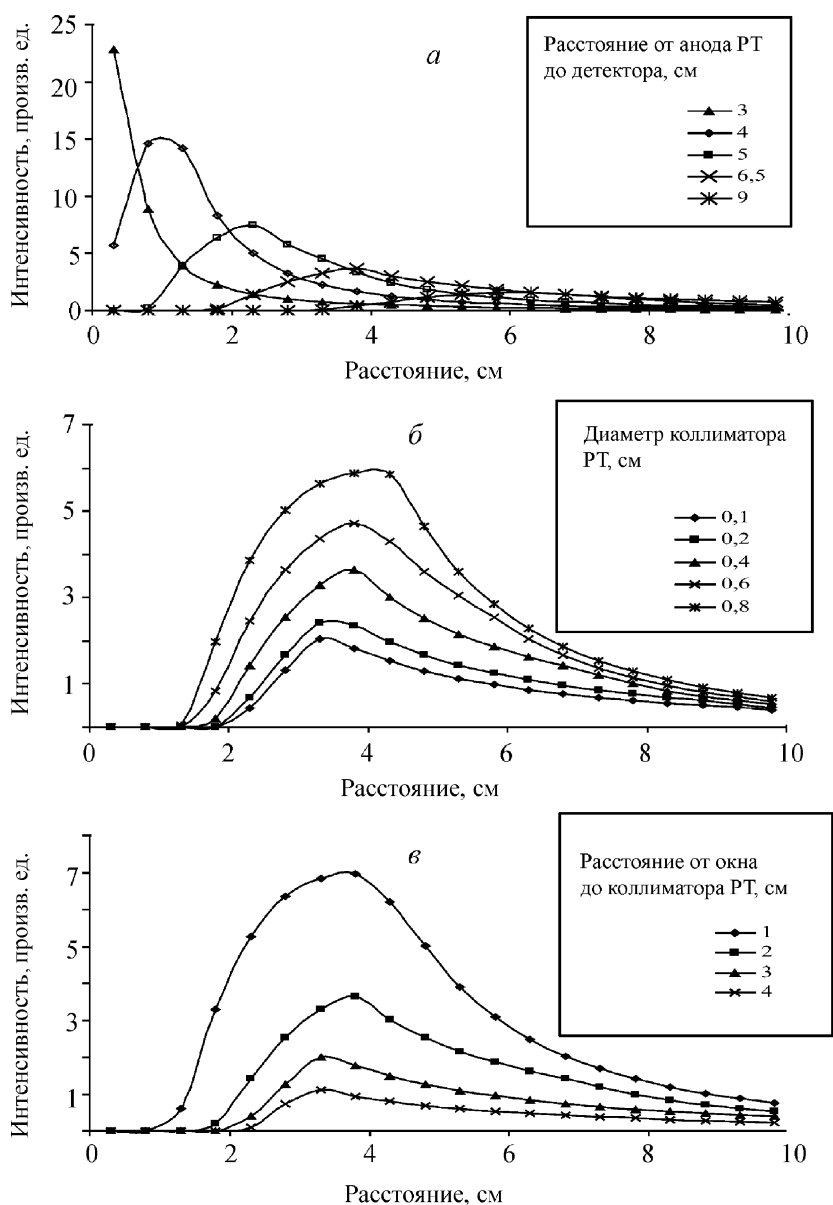 25
20
15
10
5
0
Интенсивность, произв. ед.
а
Расстояние от анода РТ
до детектора, см
3
4
5
6,5
9
0 2 4 6 8 10
Расстояние, см
7
5
3
1
Интенсивность, произв. ед.
б
Диаметр коллиматора
РТ, см
0,1
0,2
0,4
0,6
0,8
0 2 4 6 8 10
Расстояние, см
7
5
3
1
Интенсивность, произв. ед.
в
Расстояние от окна
до коллиматора РТ, см
1
2
3
4
0 2 4 6 8 10
Расстояние, см